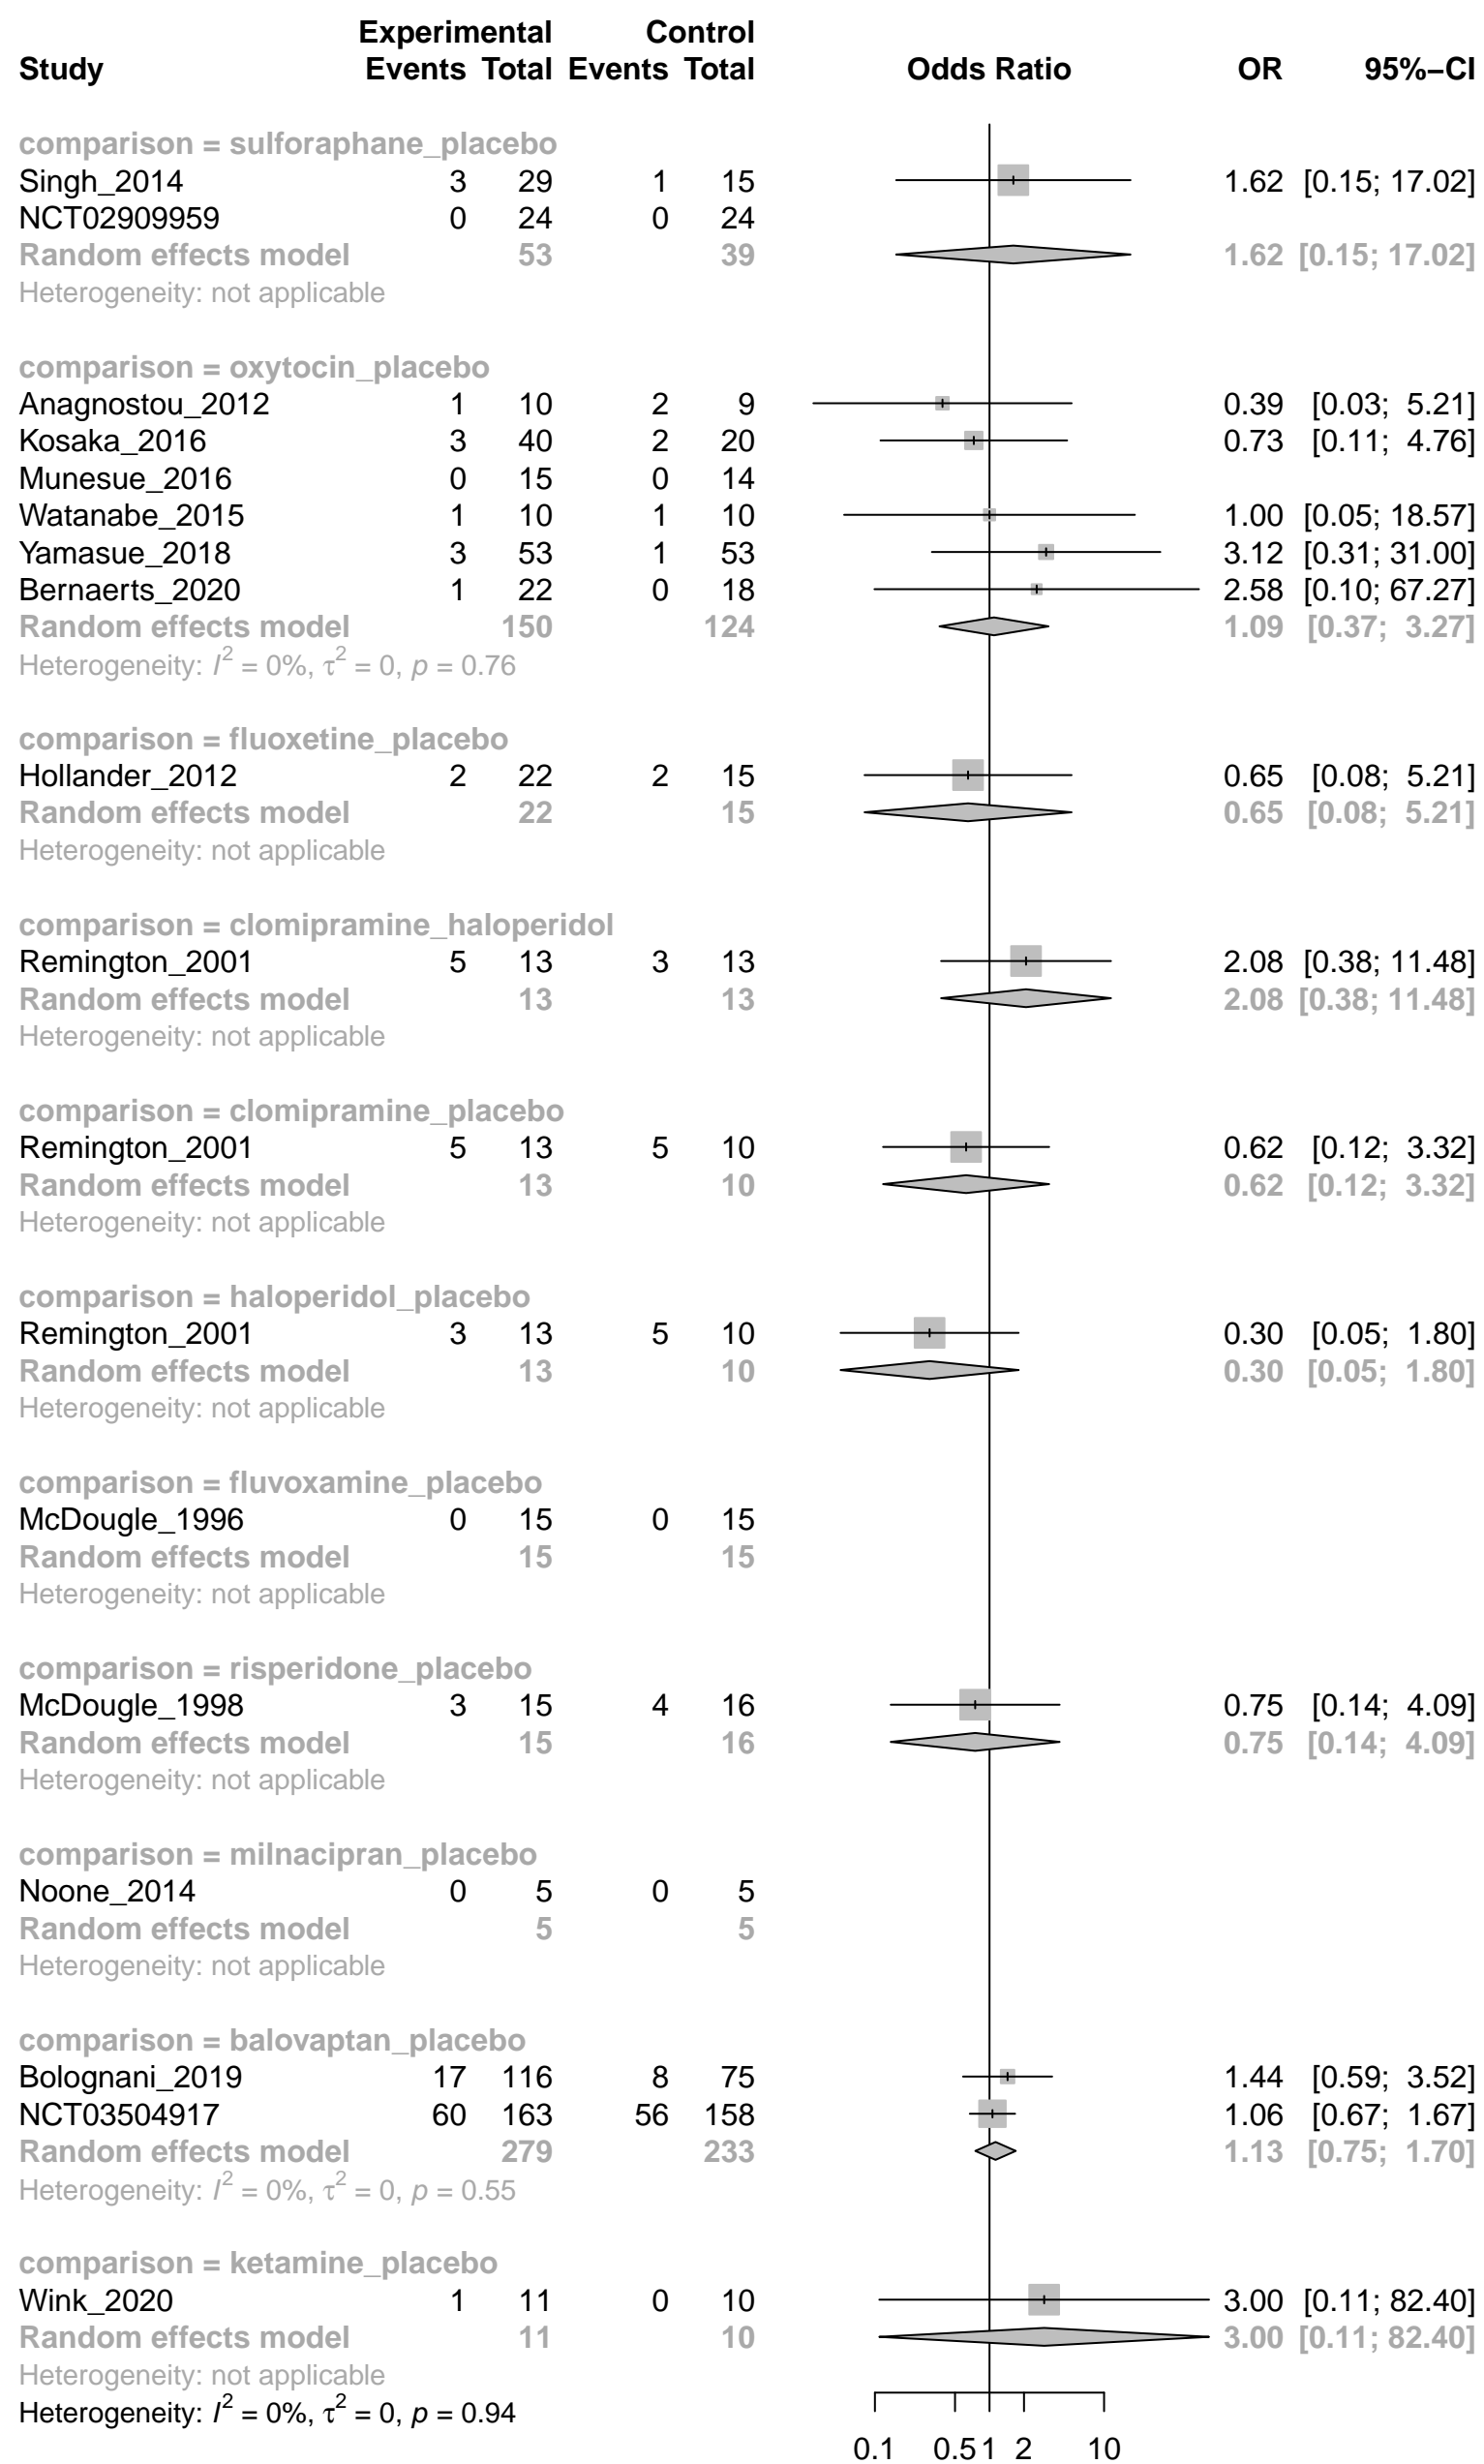 Experimental Control
Study Events Total Events Total Odds Ratio OR 95%–CI
comparison = sulforaphane_placebo
Singh_2014 3 29 1 15 1.62 [0.15; 17.02]
NCT02909959 0 24 0 24
Random effects model 53 39 1.62 [0.15; 17.02]
Heterogeneity: not applicable
comparison = oxytocin_placebo
Anagnostou_2012 1 10 2 9 0.39 [0.03; 5.21]
Kosaka_2016 3 40 2 20 0.73 [0.11; 4.76]
Munesue_2016 0 15 0 14
Watanabe_2015 1 10 1 10 1.00 [0.05; 18.57]
Yamasue_2018 3 53 1 53 3.12 [0.31; 31.00]
Bernaerts_2020 1 22 0 18 2.58 [0.10; 67.27]
Random effects model 150 124 1.09 [0.37; 3.27]
Heterogeneity: I² = 0%, τ² = 0, p = 0.76
comparison = fluoxetine_placebo
Hollander_2012 2 22 2 15 0.65 [0.08; 5.21]
Random effects model 22 15 0.65 [0.08; 5.21]
Heterogeneity: not applicable
comparison = clomipramine_haloperidol
Remington_2001 5 13 3 13 2.08 [0.38; 11.48]
Random effects model 13 13 2.08 [0.38; 11.48]
Heterogeneity: not applicable
comparison = clomipramine_placebo
Remington_2001 5 13 5 10 0.62 [0.12; 3.32]
Random effects model 13 10 0.62 [0.12; 3.32]
Heterogeneity: not applicable
comparison = haloperidol_placebo
Remington_2001 3 13 5 10 0.30 [0.05; 1.80]
Random effects model 13 10 0.30 [0.05; 1.80]
Heterogeneity: not applicable
comparison = fluvoxamine_placebo
McDougle_1996 0 15 0 15
Random effects model 15 15
Heterogeneity: not applicable
comparison = risperidone_placebo
McDougle_1998 3 15 4 16 0.75 [0.14; 4.09]
Random effects model 15 16 0.75 [0.14; 4.09]
Heterogeneity: not applicable
comparison = milnacipran_placebo
Noone_2014 0 5 0 5
Random effects model 5 5
Heterogeneity: not applicable
comparison = balovaptan_placebo
Bolognani_2019 17 116 8 75 1.44 [0.59; 3.52]
NCT03504917 60 163 56 158 1.06 [0.67; 1.67]
Random effects model 279 233 1.13 [0.75; 1.70]
Heterogeneity: I² = 0%, τ² = 0, p = 0.55
comparison = ketamine_placebo
Wink_2020 1 11 0 10 3.00 [0.11; 82.40]
Random effects model 11 10 3.00 [0.11; 82.40]
Heterogeneity: not applicable
Heterogeneity: I² = 0%, τ² = 0, p = 0.94
0.1 0.5 1 2 10